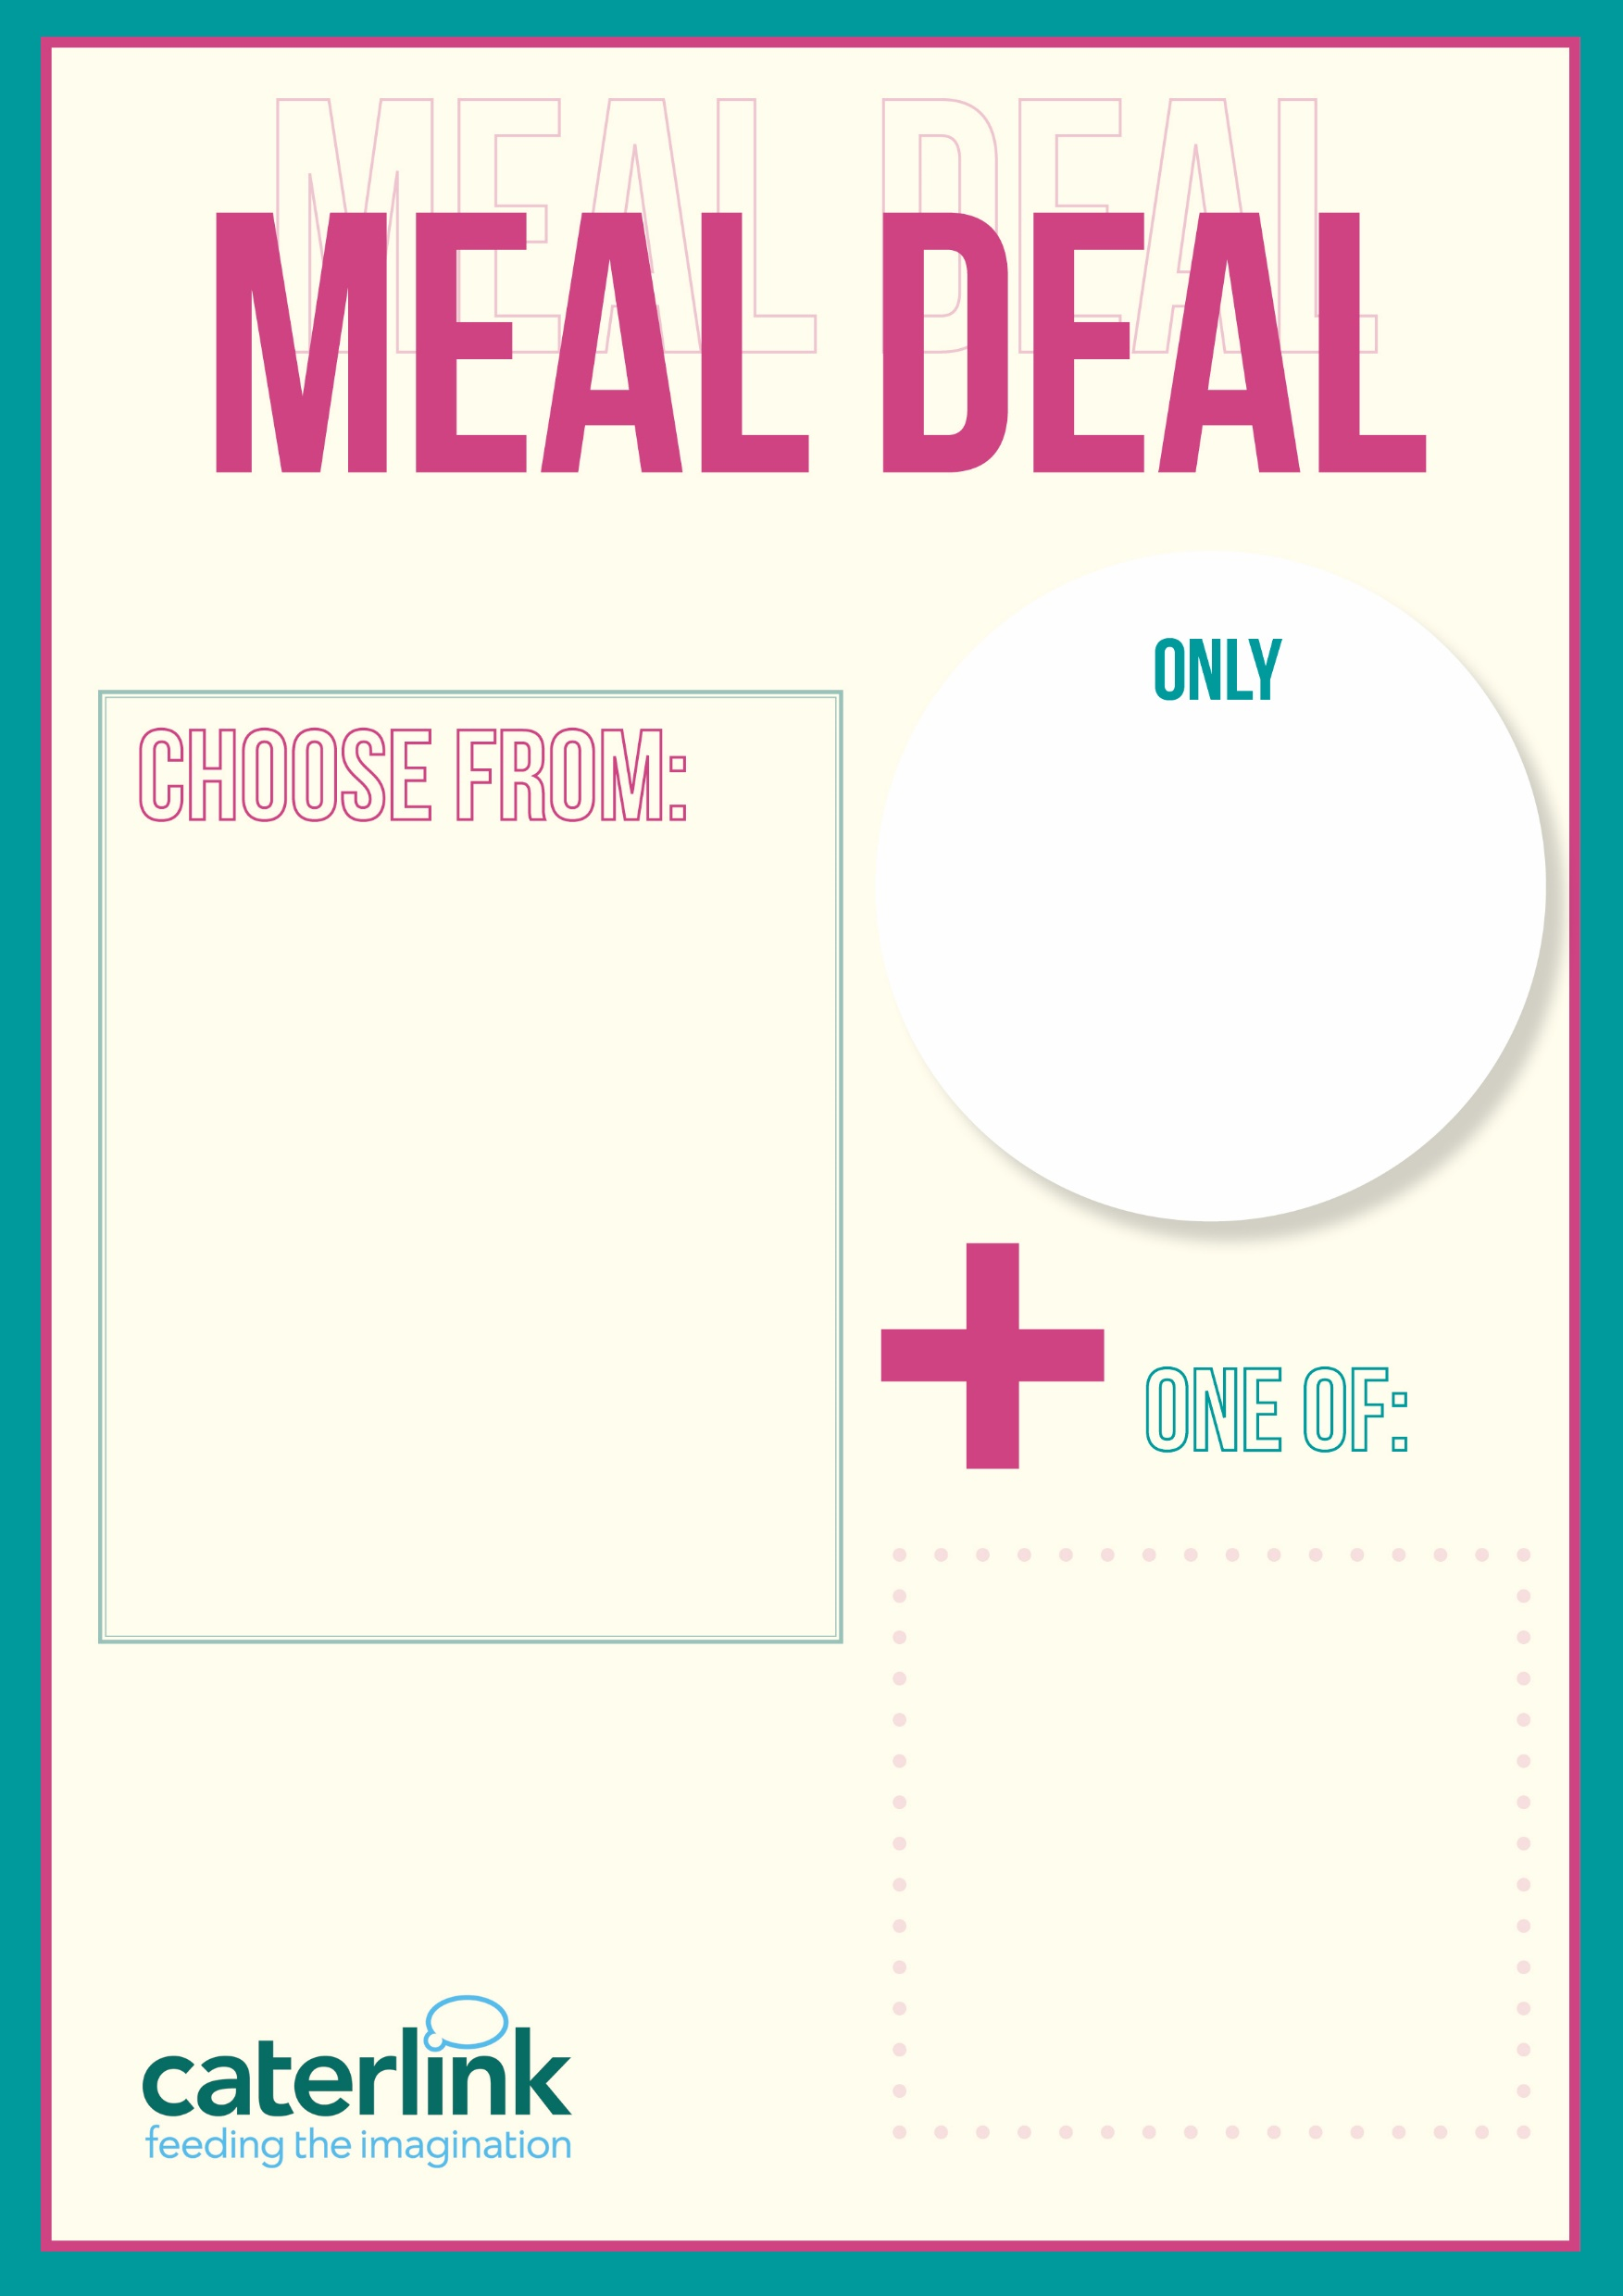 MEAL DEAL
MEAL DEAL
ONLY
CHOOSE FROM:
+
ONE OF:
caterlink
feeding the imagination